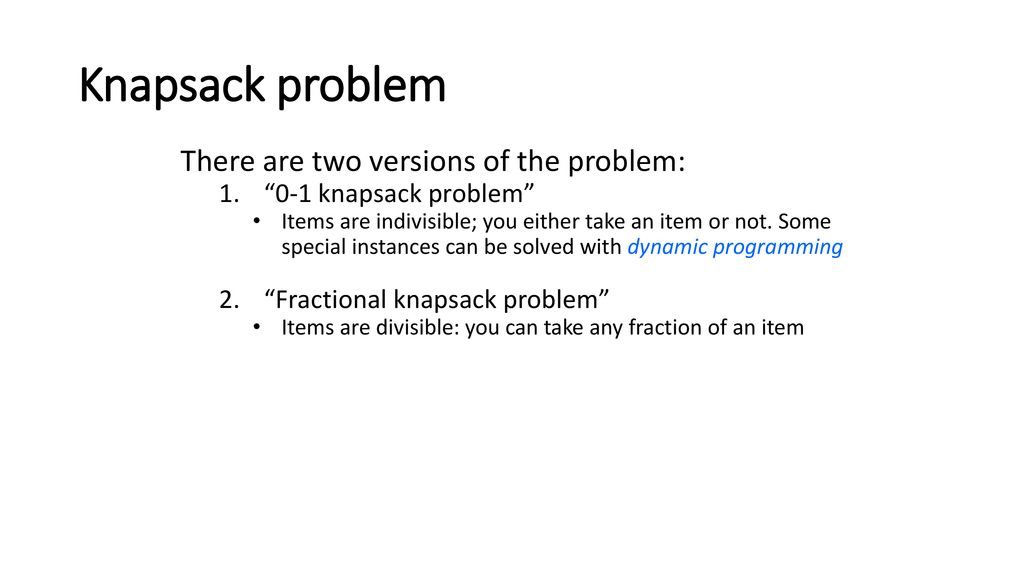 Knapsack problem
There are two versions of the problem:
1. “0-1 knapsack problem”
• Items are indivisible; you either take an item or not. Some
special instances can be solved with dynamic programming
2. “Fractional knapsack problem”
• Items are divisible: you can take any fraction of an item